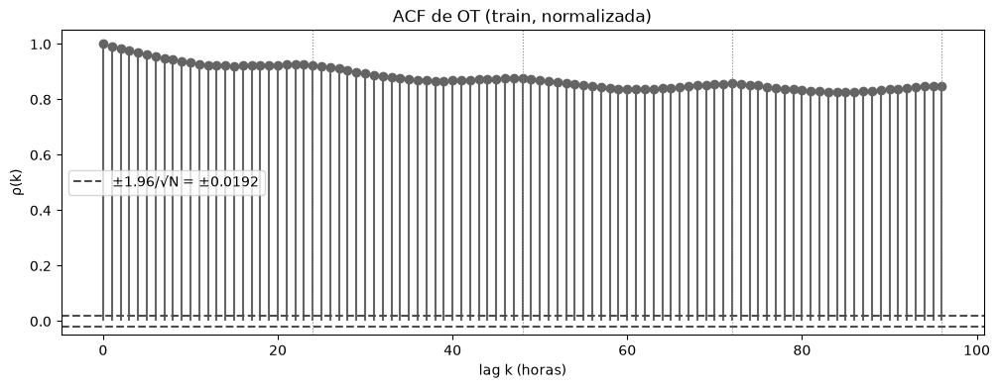 ACF de OT (train, normalizada)
ρ(k)
1.0
0.8
0.6
0.4
0.2
0.0
±1.96/√N = ±0.0192
0 20 40 60 80 100
lag k (horas)